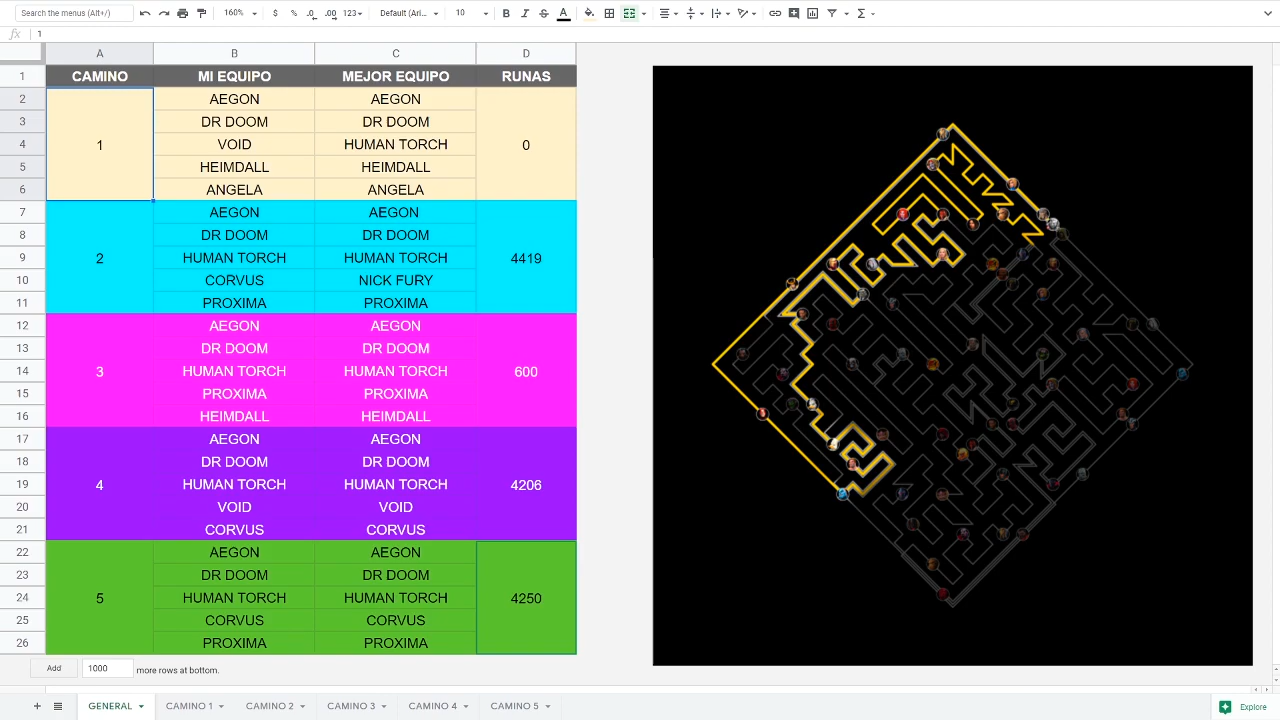 Search the menus (Alt+/) 160% $ % .0 .00 123 Default (Ari... 10 B I S A
fx 1
A B C D
1 CAMINO MI EQUIPO MEJOR EQUIPO RUNAS
2 AEGON AEGON
3 DR DOOM DR DOOM
4 1 VOID HUMAN TORCH 0
5 HEIMDALL HEIMDALL
6 ANGELA ANGELA
7 AEGON AEGON
8 DR DOOM DR DOOM
9 2 HUMAN TORCH HUMAN TORCH 4419
10 CORVUS NICK FURY
11 PROXIMA PROXIMA
12 AEGON AEGON
13 DR DOOM DR DOOM
14 3 HUMAN TORCH HUMAN TORCH 600
15 PROXIMA PROXIMA
16 HEIMDALL HEIMDALL
17 AEGON AEGON
18 DR DOOM DR DOOM
19 4 HUMAN TORCH HUMAN TORCH 4206
20 VOID VOID
21 CORVUS CORVUS
22 AEGON AEGON
23 DR DOOM DR DOOM
24 5 HUMAN TORCH HUMAN TORCH 4250
25 CORVUS CORVUS
26 PROXIMA PROXIMA
Add 1000 more rows at bottom.
GENERAL CAMINO 1 CAMINO 2 CAMINO 3 CAMINO 4 CAMINO 5 Explore